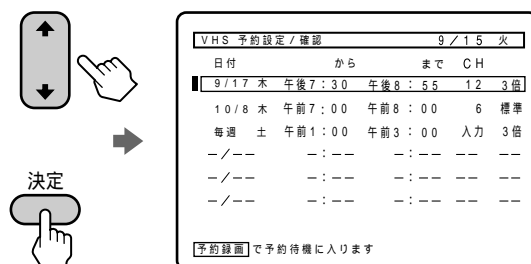 VHS 予約設定/確認 9/15 火
日付 から まで CH
9/17 木 午後7:30 午後8:55 12 3倍
10/8 木 午前7:00 午前8:00 6 標準
毎週 土 午前1:00 午前3:00 入力 3倍
–/–– –:–– –:–– –– ––
–/–– –:–– –:–– –– ––
–/–– –:–– –:–– –– ––
決定
予約録画 で予約待機に入ります